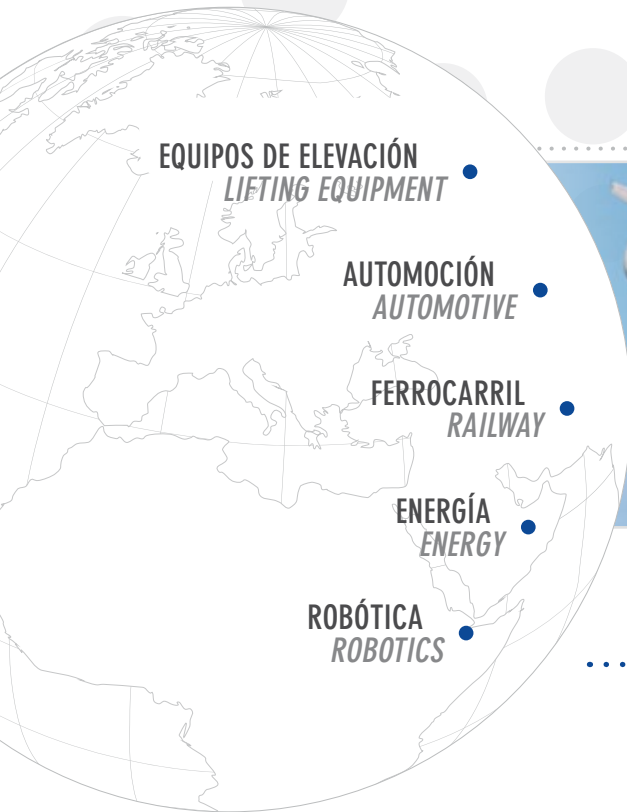 EQUIPOS DE ELEVACIÓN
LIFTING EQUIPMENT
AUTOMOCIÓN
AUTOMOTIVE
FERROCARRIL
RAILWAY
ENERGÍA
ENERGY
ROBÓTICA
ROBOTICS